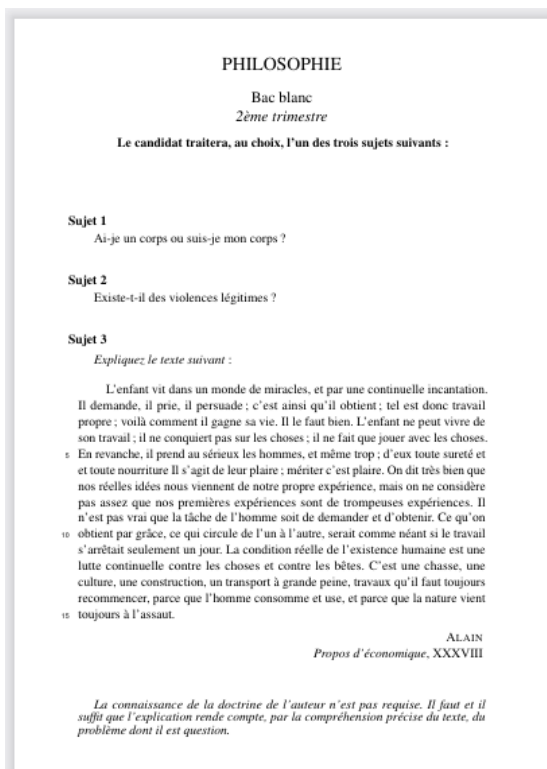 PHILOSOPHIE
Bac blanc
2ème trimestre
Le candidat traitera, au choix, l'un des trois sujets suivants :
Sujet 1
Ai-je un corps ou suis-je mon corps ?
Sujet 2
Existe-t-il des violences légitimes ?
Sujet 3
Expliquez le texte suivant :
L'enfant vit dans un monde de miracles, et par une continuelle incantation.
Il demande, il prie, il persuade ; c'est ainsi qu'il obtient ; tel est donc travail
propre ; voilà comment il gagne sa vie. Il le faut bien. L'enfant ne peut vivre de
son travail ; il ne conquiert pas sur les choses ; il ne fait que jouer avec les choses.
5 En revanche, il prend au sérieux les hommes, et même trop ; d'eux toute sureté et
et toute nourriture Il s'agit de leur plaire ; mériter c'est plaire. On dit très bien que
nos réelles idées nous viennent de notre propre expérience, mais on ne considère
pas assez que nos premières expériences sont de trompeuses expériences. Il
n'est pas vrai que la tâche de l'homme soit de demander et d'obtenir. Ce qu'on
10 obtient par grâce, ce qui circule de l'un à l'autre, serait comme néant si le travail
s'arrêtait seulement un jour. La condition réelle de l'existence humaine est une
lutte continuelle contre les choses et contre les bêtes. C'est une chasse, une
culture, une construction, un transport à grande peine, travaux qu'il faut toujours
recommencer, parce que l'homme consomme et use, et parce que la nature vient
15 toujours à l'assaut.
ALAIN
Propos d'économique, XXXVIII
La connaissance de la doctrine de l'auteur n'est pas requise. Il faut et il
suffit que l'explication rende compte, par la compréhension précise du texte, du
problème dont il est question.